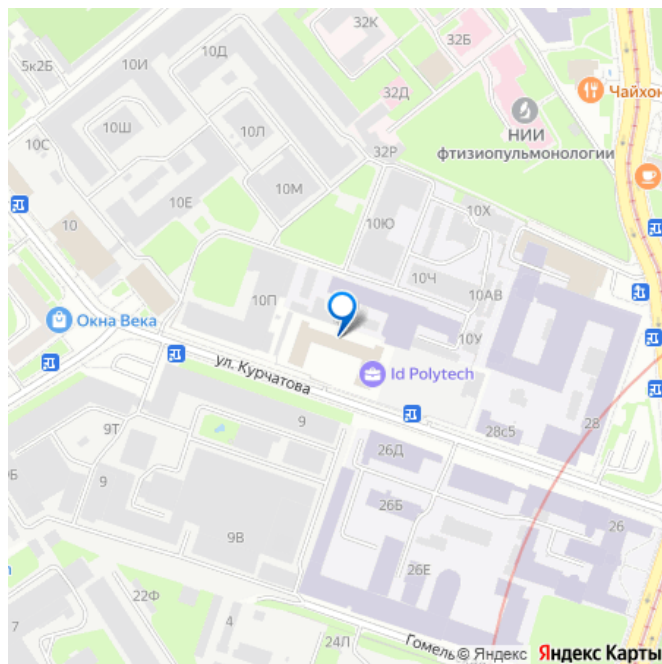 32К
32Б
5к2Б
10И
10Д
Чайхон
32Д
НИИ
фтизиопульмонологии
10Ш
10Л
10С
32Р
10М
10Е
10Ю
10Х
10
10Ч
10АВ
10П
Окна Века
10У
Id Polytech
ул. Курчатова
9Т
9
28с5
28
26Д
9Б
9
26Б
26
9В
26Е
22Ф
4
7
24Л
Гомель
© Яндекс Яндекс Карты